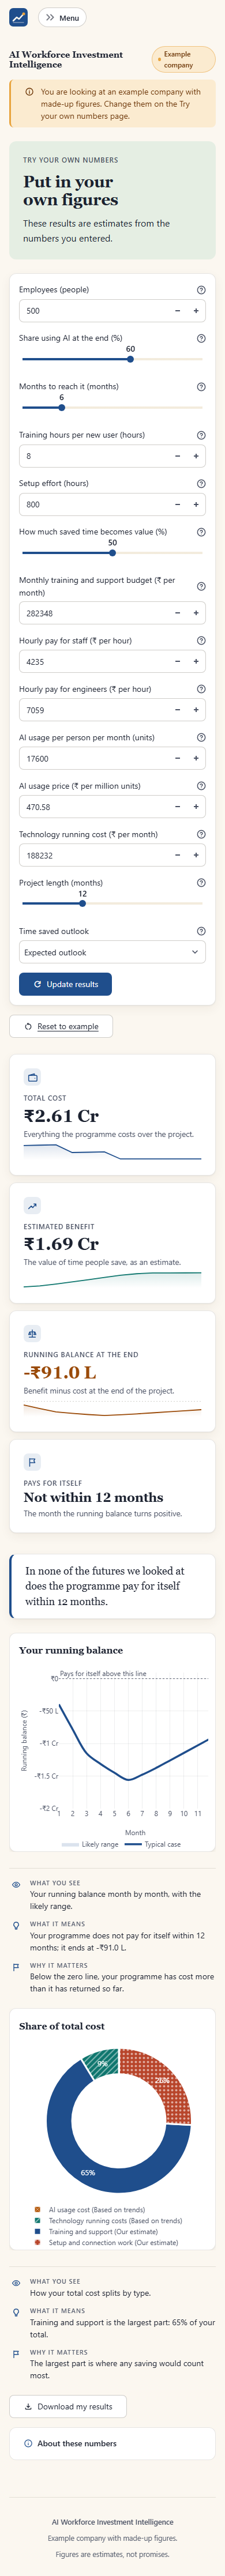 Menu
AI Workforce Investment
Intelligence
Example
company
You are looking at an example company with
made-up figures. Change them on the Try
your own numbers page.
TRY YOUR OWN NUMBERS
Put in your
own figures
These results are estimates from the
numbers you entered.
Employees (people)
500
Share using AI at the end (%)
60
Months to reach it (months)
6
Training hours per new user (hours)
8
Setup effort (hours)
800
How much saved time becomes value (%)
50
Monthly training and support budget (₹ per
month)
282348
Hourly pay for staff (₹ per hour)
4235
Hourly pay for engineers (₹ per hour)
7059
AI usage per person per month (units)
17600
AI usage price (₹ per million units)
470.58
Technology running cost (₹ per month)
188232
Project length (months)
12
Time saved outlook
Expected outlook
Update results
Reset to example
TOTAL COST
₹2.61 Cr
Everything the programme costs over the project.
ESTIMATED BENEFIT
₹1.69 Cr
The value of time people save, as an estimate.
RUNNING BALANCE AT THE END
-₹91.0 L
Benefit minus cost at the end of the project.
PAYS FOR ITSELF
Not within 12 months
The month the running balance turns positive.
In none of the futures we looked at
does the programme pay for itself
within 12 months.
Your running balance
Pays for itself above this line
₹0
-₹50 L
-₹1 Cr
-₹1.5 Cr
-₹2 Cr
Running balance (₹)
1 2 3 4 5 6 7 8 9 10 11
Month
Likely range Typical case
WHAT YOU SEE
Your running balance month by month, with the
likely range.
WHAT IT MEANS
Your programme does not pay for itself within 12
months; it ends at -₹91.0 L.
WHY IT MATTERS
Below the zero line, your programme has cost more
than it has returned so far.
Share of total cost
9%
26%
65%
AI usage cost (Based on trends)
Technology running costs (Based on trends)
Training and support (Our estimate)
Setup and connection work (Our estimate)
WHAT YOU SEE
How your total cost splits by type.
WHAT IT MEANS
Training and support is the largest part: 65% of your
total.
WHY IT MATTERS
The largest part is where any saving would count
most.
Download my results
About these numbers
AI Workforce Investment Intelligence
Example company with made-up figures.
Figures are estimates, not promises.